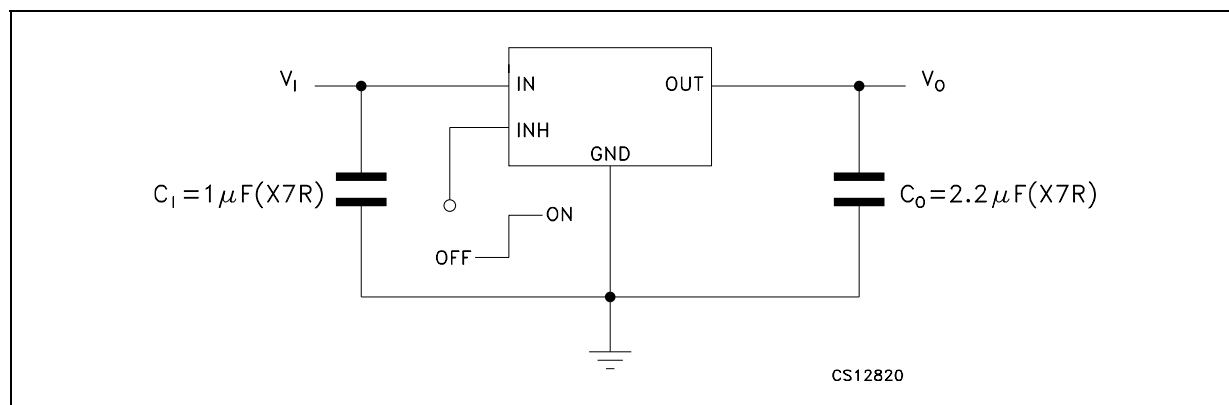 V_I
IN
OUT
V_O
INH
GND
C_I=1μF(X7R)
C_O=2.2μF(X7R)
ON
OFF
CS12820